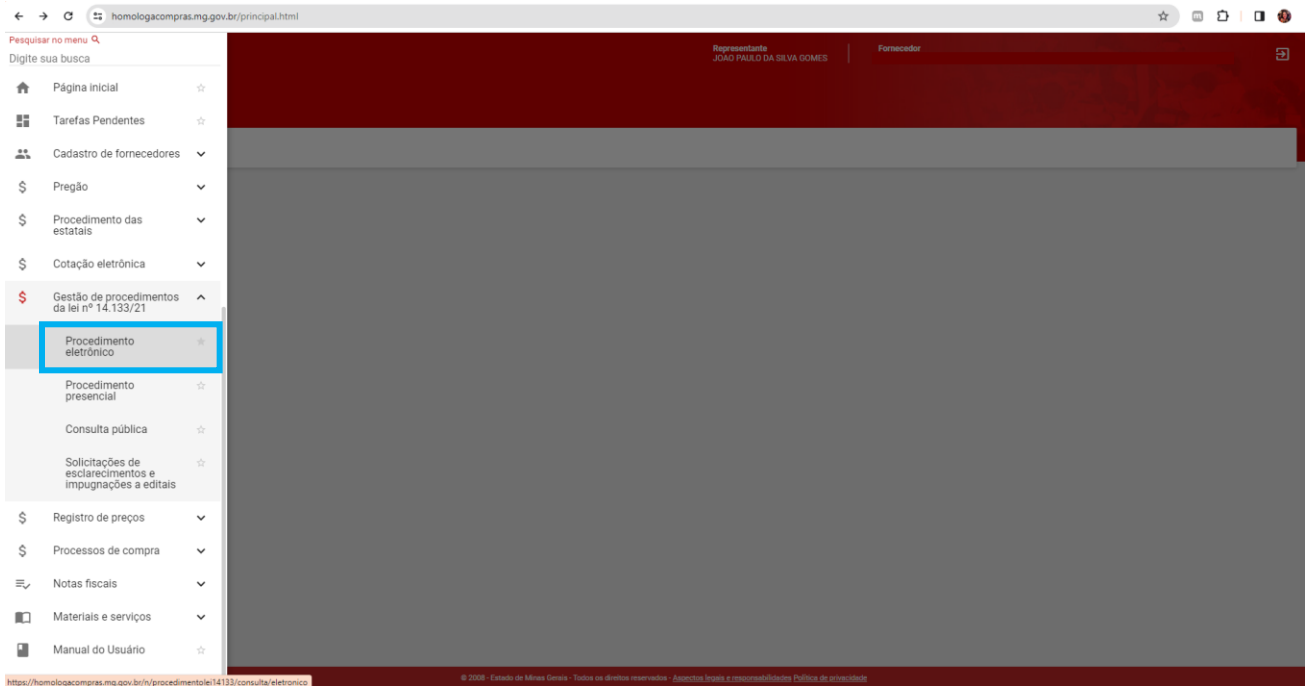 homologacompras.mg.gov.br/principal.html
Pesquisar no menu
Digite sua busca
Representante
JOAO PAULO DA SILVA GOMES
Fornecedor
Página inicial
Tarefas Pendentes
Cadastro de fornecedores
Pregão
Procedimento das
estatais
Cotação eletrônica
Gestão de procedimentos
da lei nº 14.133/21
Procedimento
eletrônico
Procedimento
presencial
Consulta pública
Solicitações de
esclarecimentos e
impugnações a editais
Registro de preços
Processos de compra
Notas fiscais
Materiais e serviços
Manual do Usuário
https://homologacompras.mg.gov.br/n/procedimentolei14133/consulta/eletronico
© 2008 - Estado de Minas Gerais - Todos os direitos reservados - Aspectos legais e responsabilidades Política de privacidade